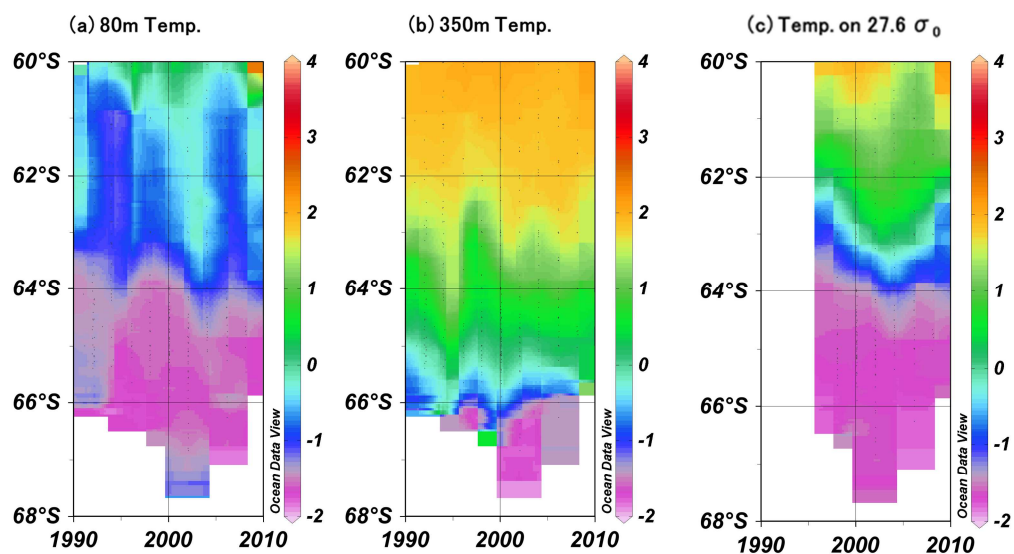 (a) 80m Temp.
(b) 350m Temp.
(c) Temp. on 27.6 σ0
60°S
62°S
64°S
66°S
68°S
1990
2000
2010
4
3
2
1
0
-1
-2
Ocean Data View
60°S
62°S
64°S
66°S
68°S
1990
2000
2010
4
3
2
1
0
-1
-2
Ocean Data View
60°S
62°S
64°S
66°S
68°S
1990
2000
2010
4
3
2
1
0
-1
-2
Ocean Data View